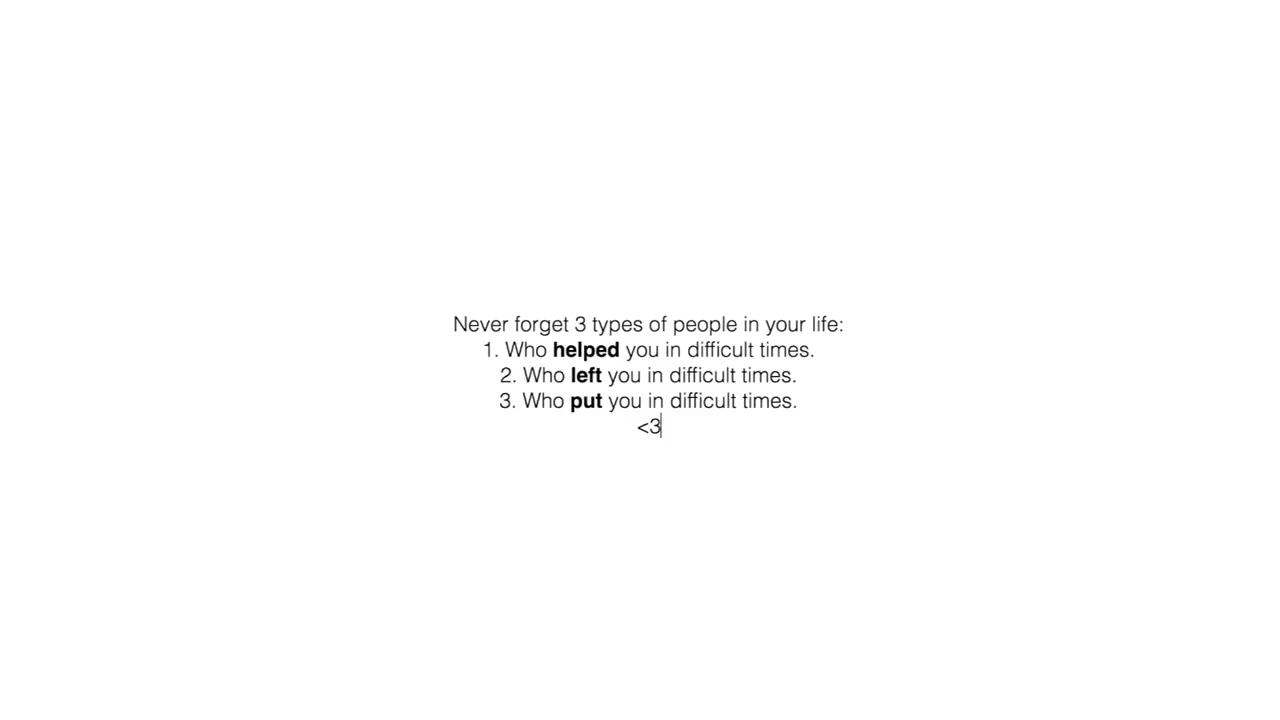 Never forget 3 types of people in your life:
1. Who helped you in difficult times.
2. Who left you in difficult times.
3. Who put you in difficult times.
<3